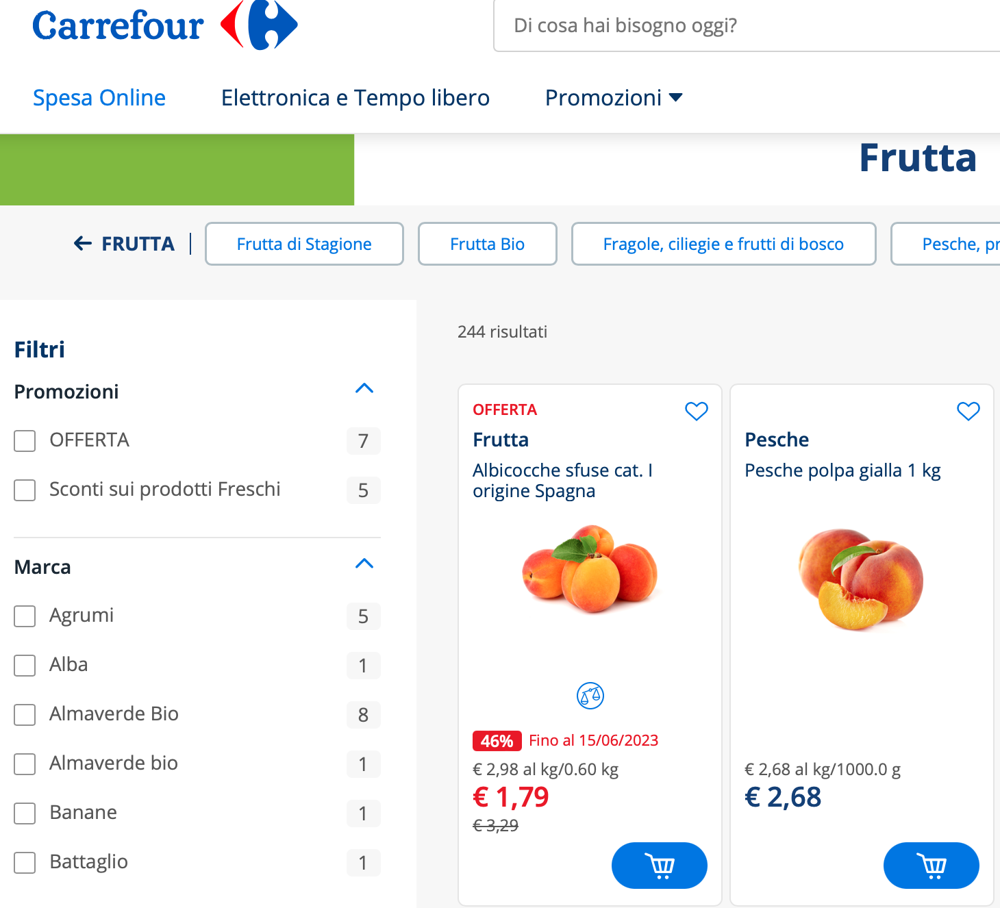 Carrefour
Di cosa hai bisogno oggi?
Spesa Online
Elettronica e Tempo libero
Promozioni
Frutta
FRUTTA
Frutta di Stagione
Frutta Bio
Fragole, ciliegie e frutti di bosco
Pesche, pr
Filtri
Promozioni
OFFERTA 7
Sconti sui prodotti Freschi 5
Marca
Agrumi 5
Alba 1
Almaverde Bio 8
Almaverde bio 1
Banane 1
Battaglio 1
244 risultati
OFFERTA
Frutta
Albicocche sfuse cat. I
origine Spagna
46% Fino al 15/06/2023
€ 2,98 al kg/0.60 kg
€ 1,79
€ 3,29
Pesche
Pesche polpa gialla 1 kg
€ 2,68 al kg/1000.0 g
€ 2,68